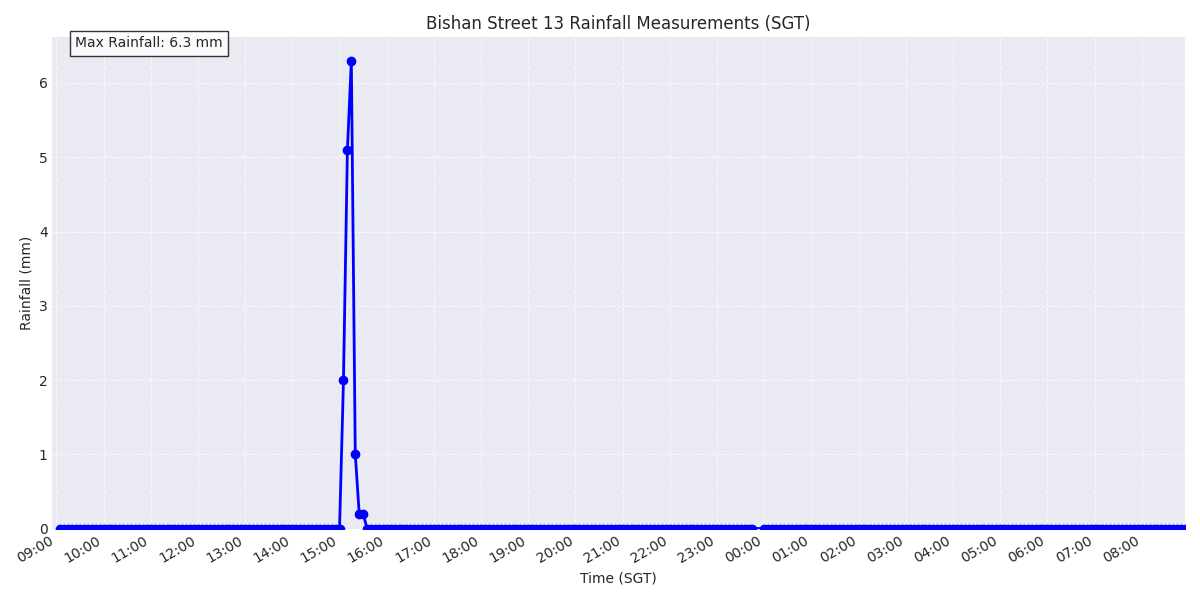 Bishan Street 13 Rainfall Measurements (SGT)
Max Rainfall: 6.3 mm
6
5
4
3
2
1
0
Rainfall (mm)
09:00 10:00 11:00 12:00 13:00 14:00 15:00 16:00 17:00 18:00 19:00 20:00 21:00 22:00 23:00 00:00 01:00 02:00 03:00 04:00 05:00 06:00 07:00 08:00
Time (SGT)